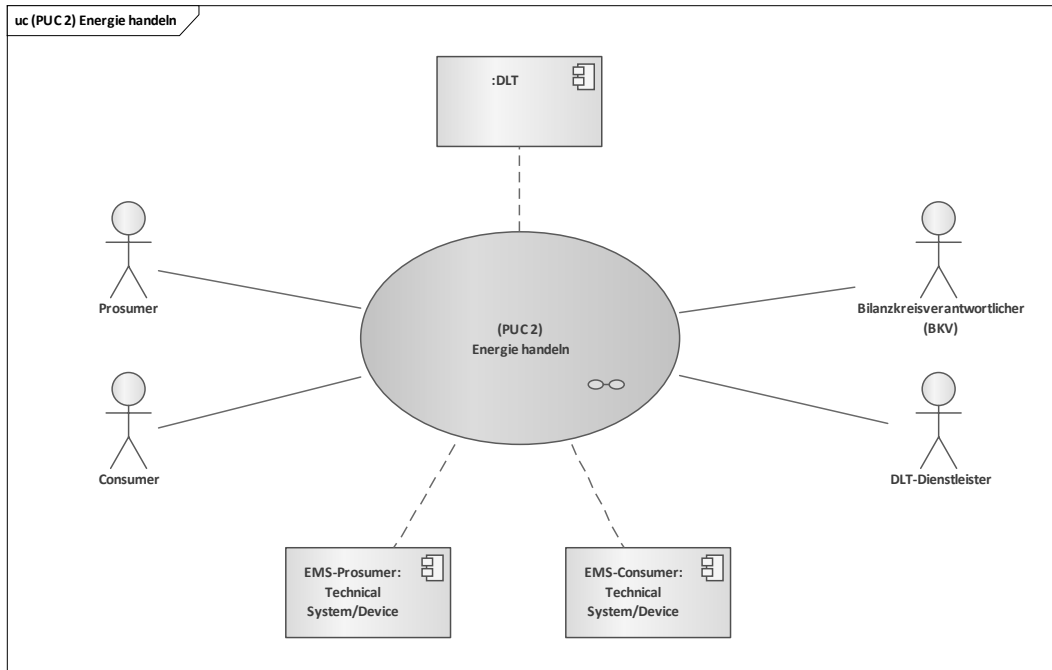 uc (PUC 2) Energie handeln
:DLT
Prosumer
Bilanzkreisverantwortlicher
(BKV)
(PUC 2)
Energie handeln
Consumer
DLT-Dienstleister
EMS-Prosumer:
Technical
System/Device
EMS-Consumer:
Technical
System/Device